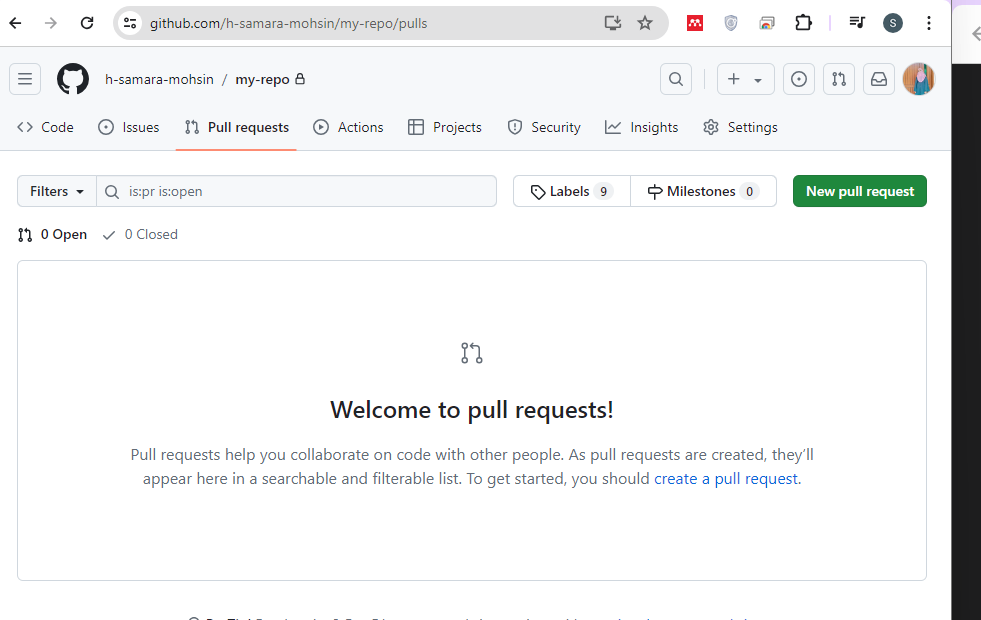 github.com/h-samara-mohsin/my-repo/pulls
S
h-samara-mohsin / my-repo
Code Issues Pull requests Actions Projects Security Insights Settings
Filters is:pr is:open Labels 9 Milestones 0 New pull request
0 Open 0 Closed
Welcome to pull requests!
Pull requests help you collaborate on code with other people. As pull requests are created, they’ll
appear here in a searchable and filterable list. To get started, you should create a pull request.